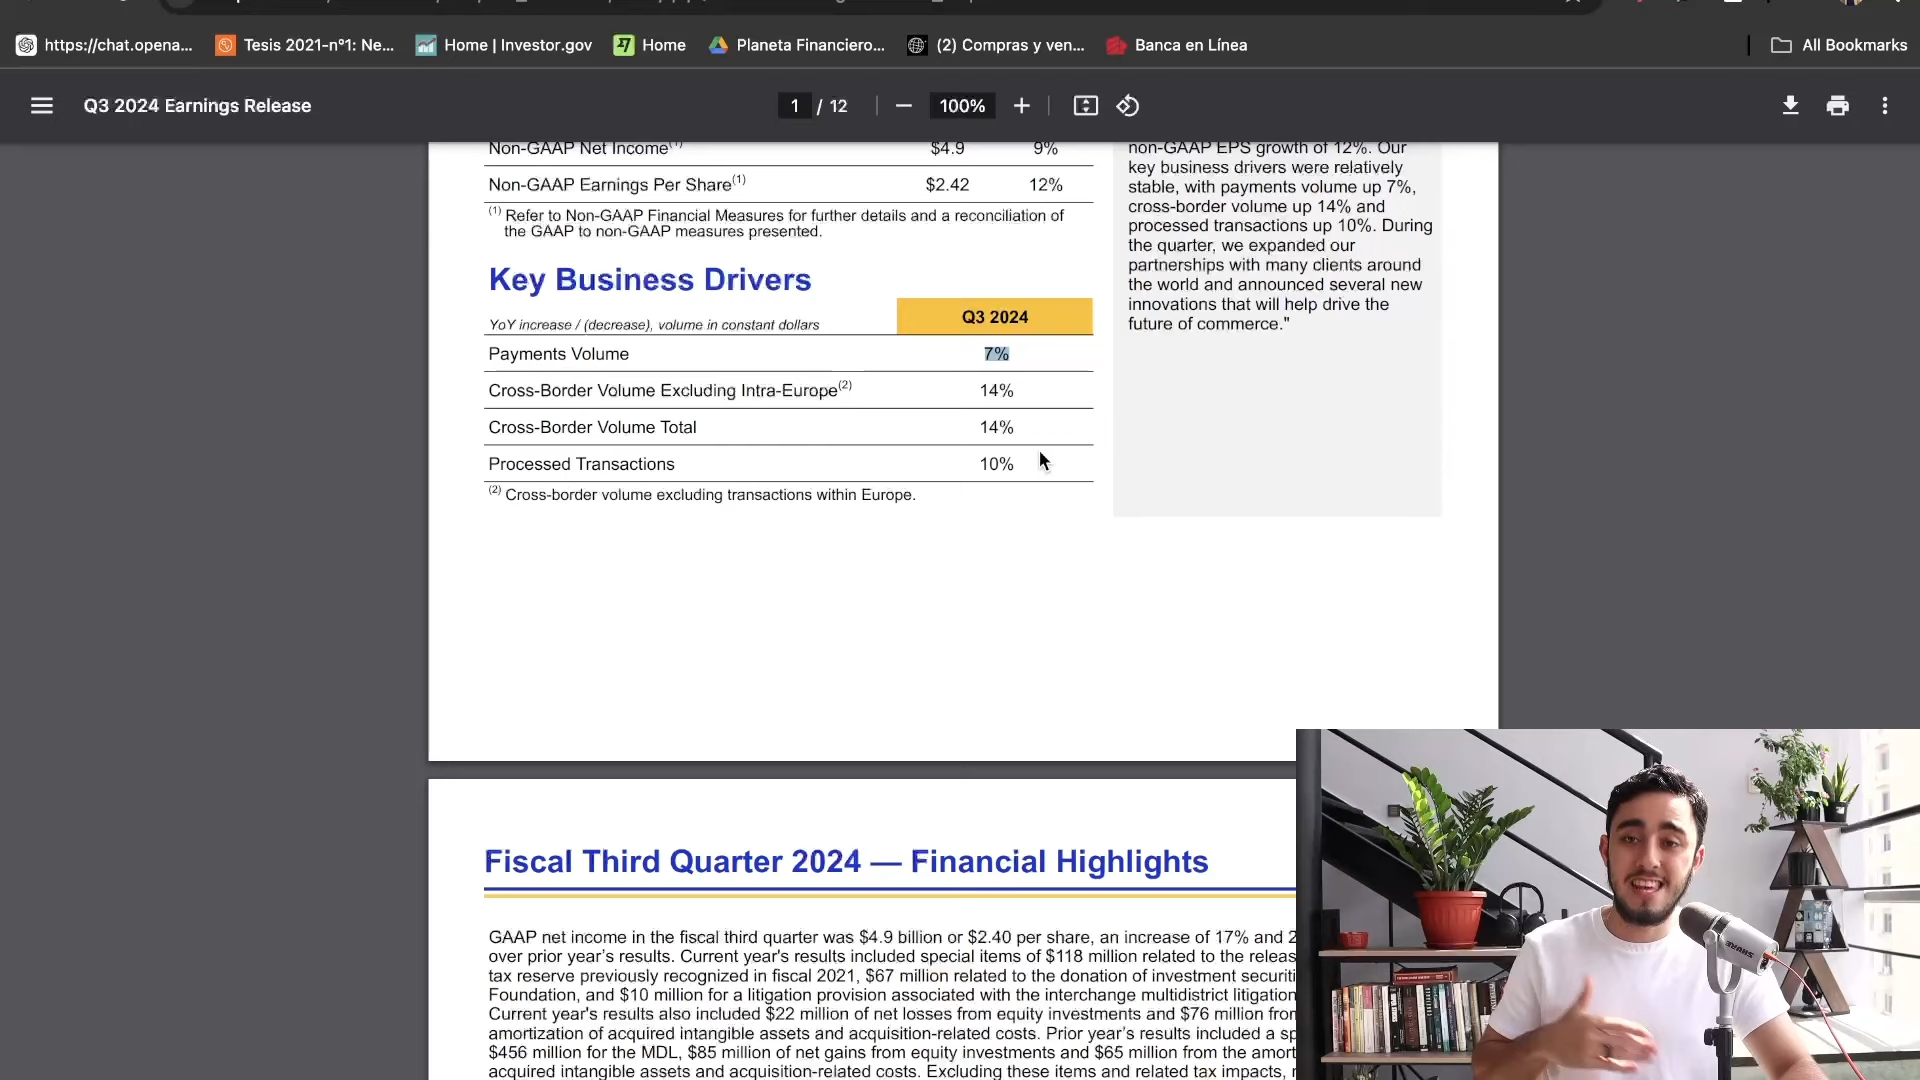 https://chat.opena...
Tesis 2021-nº1: Ne...
Home | Investor.gov
Home
Planeta Financiero...
(2) Compras y ven...
Banca en Línea
All Bookmarks
Q3 2024 Earnings Release
1 / 12
100%
Non-GAAP Net Income(1) $4.9 9%
Non-GAAP Earnings Per Share(1) $2.42 12%
(1) Refer to Non-GAAP Financial Measures for further details and a reconciliation of
the GAAP to non-GAAP measures presented.
Key Business Drivers
YoY increase / (decrease), volume in constant dollars Q3 2024
Payments Volume 7%
Cross-Border Volume Excluding Intra-Europe(2) 14%
Cross-Border Volume Total 14%
Processed Transactions 10%
(2) Cross-border volume excluding transactions within Europe.
non-GAAP EPS growth of 12%. Our
key business drivers were relatively
stable, with payments volume up 7%,
cross-border volume up 14% and
processed transactions up 10%. During
the quarter, we expanded our
partnerships with many clients around
the world and announced several new
innovations that will help drive the
future of commerce."
Fiscal Third Quarter 2024 — Financial Highlights
GAAP net income in the fiscal third quarter was $4.9 billion or $2.40 per share, an increase of 17% and 2
over prior year's results. Current year's results included special items of $118 million related to the releas
tax reserve previously recognized in fiscal 2021, $67 million related to the donation of investment securiti
Foundation, and $10 million for a litigation provision associated with the interchange multidistrict litigation
Current year's results also included $22 million of net losses from equity investments and $76 million from
amortization of acquired intangible assets and acquisition-related costs. Prior year's results included a sp
$456 million for the MDL, $85 million of net gains from equity investments and $65 million from the amort
acquired intangible assets and acquisition-related costs. Excluding these items and related tax impacts,
SHURE